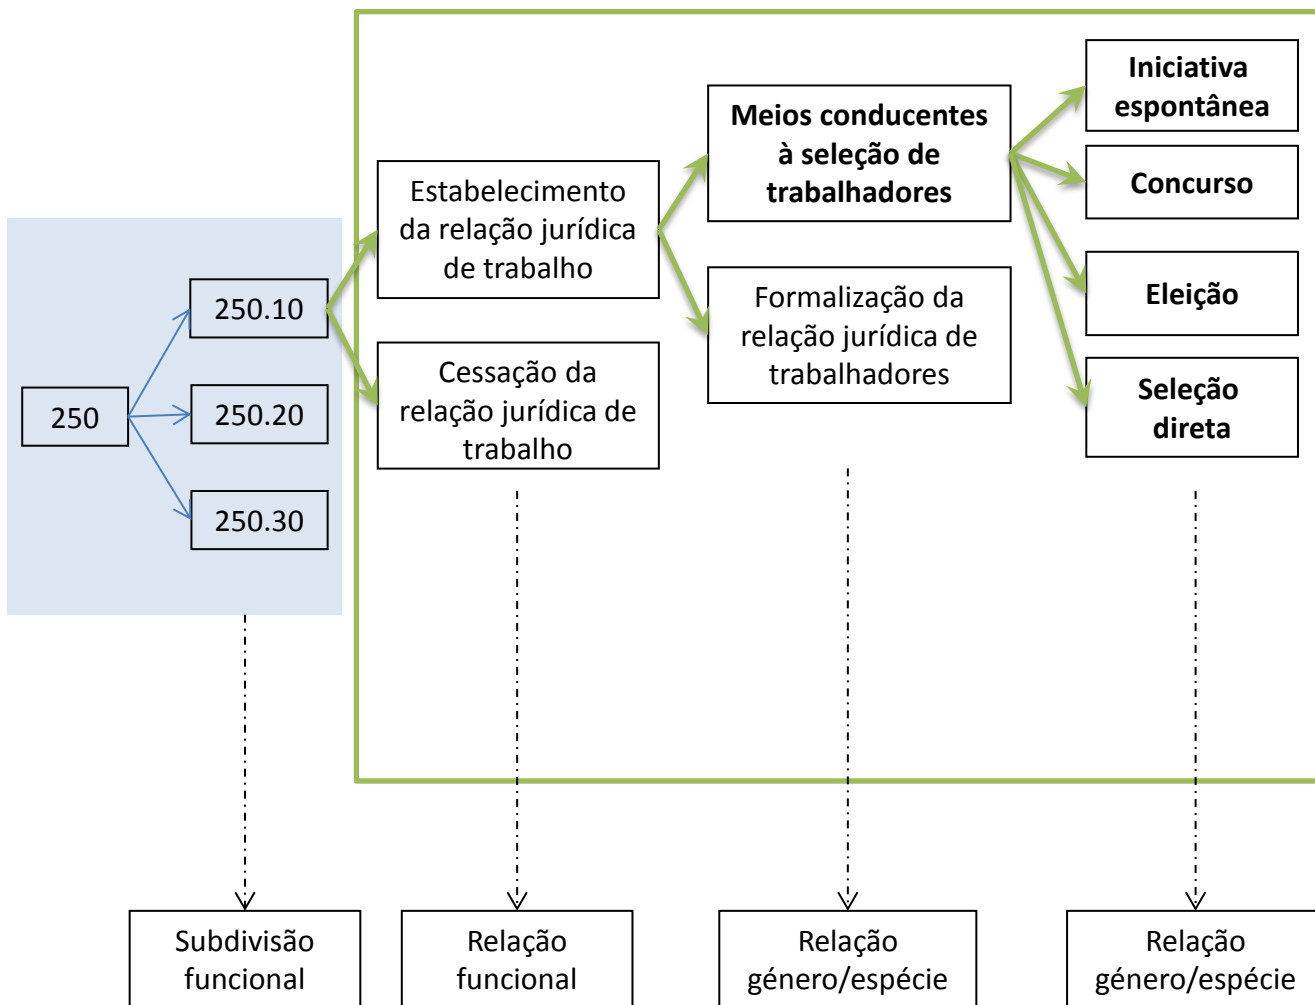 250
250.10
250.20
250.30
Estabelecimento
da relação jurídica
de trabalho
Cessação da
relação jurídica de
trabalho
Meios conducentes
à seleção de
trabalhadores
Formalização da
relação jurídica de
trabalhadores
Iniciativa
espontânea
Concurso
Eleição
Seleção
direta
Subdivisão
funcional
Relação
funcional
Relação
género/espécie
Relação
género/espécie